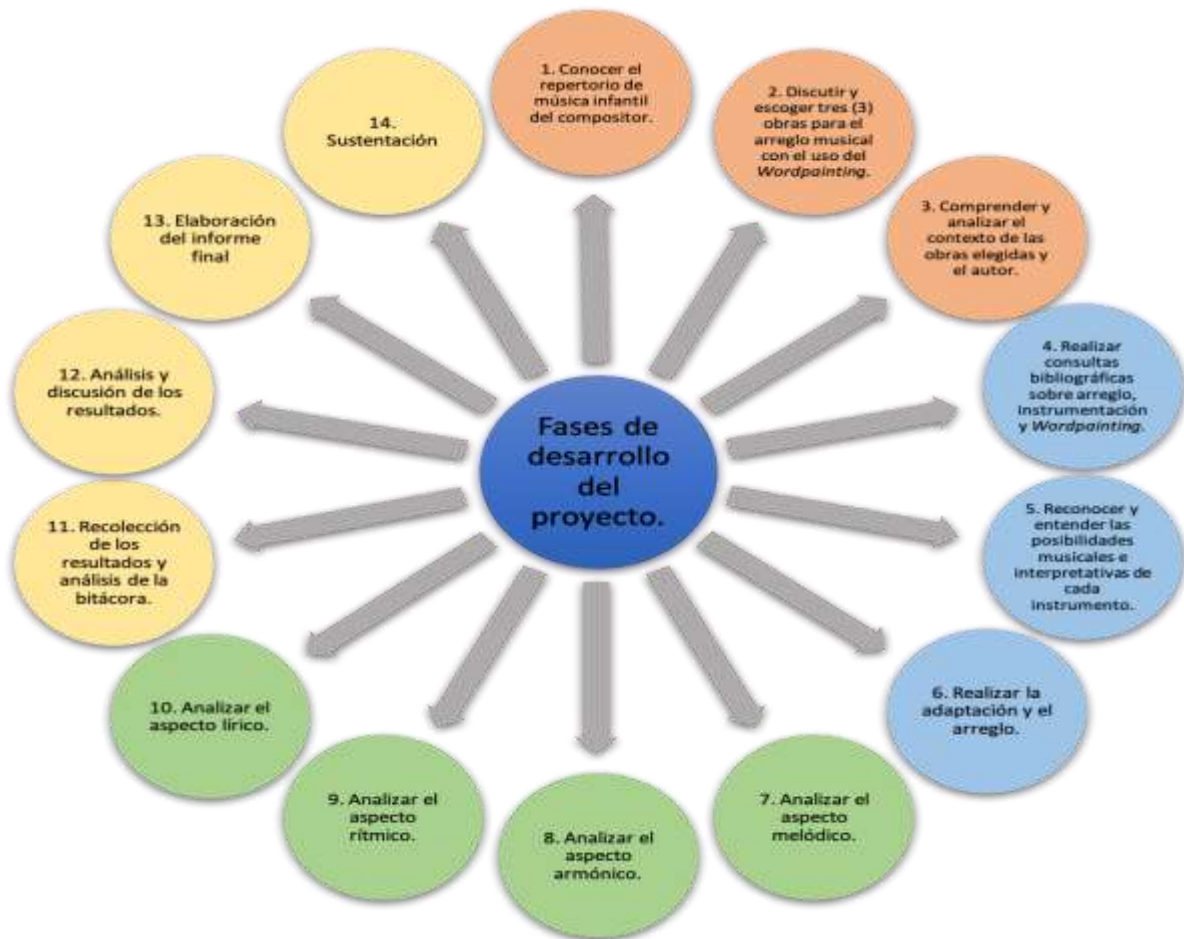 Fases de
desarrollo
del
proyecto.
1. Conocer el
repertorio de
música infantil
del compositor.
2. Discutir y
escoger tres (3)
obras para el
arreglo musical
con el uso del
Wordpainting.
3. Comprender y
analizar el
contexto de las
obras elegidas y
el autor.
4. Realizar
consultas
bibliográficas
sobre arreglo,
instrumentación
y Wordpainting.
5. Reconocer y
entender las
posibilidades
musicales e
interpretativas de
cada
instrumento.
6. Realizar la
adaptación y el
arreglo.
7. Analizar el
aspecto
melódico.
8. Analizar el
aspecto
armónico.
9. Analizar el
aspecto
rítmico.
10. Analizar el
aspecto lírico.
11. Recolección
de los
resultados y
análisis de la
bitácora.
12. Análisis y
discusión de los
resultados.
13. Elaboración
del informe
final
14.
Sustentación